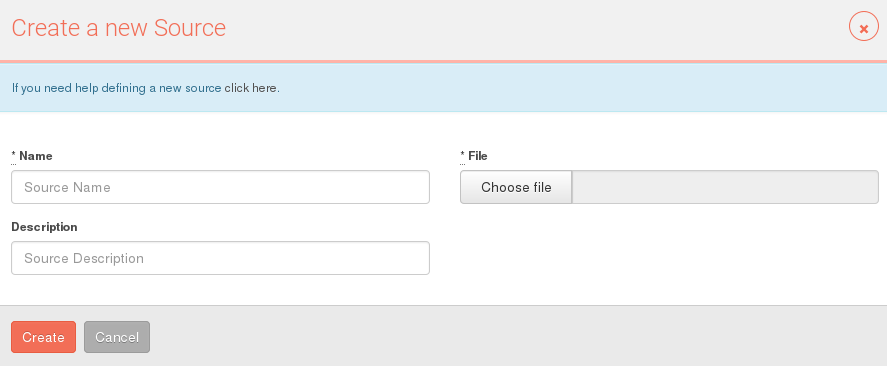 Create a new Source
If you need help defining a new source click here.
* Name
* File
Source Name
Choose file
Description
Source Description
Create
Cancel